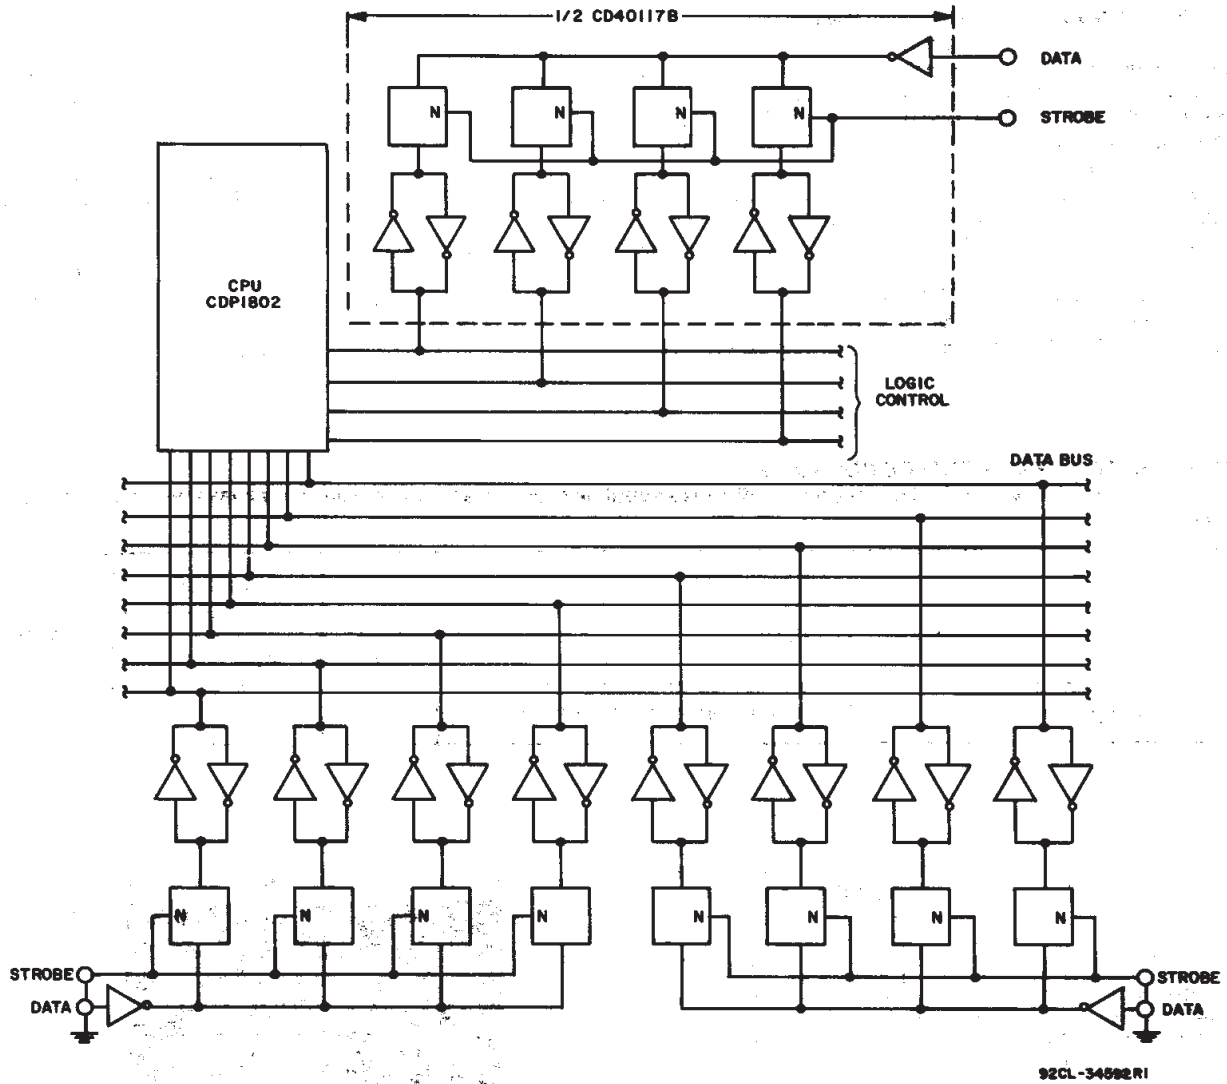 1/2 CD40117B
DATA
STROBE
N
N
N
N
CPU
CDP1802
LOGIC
CONTROL
DATA BUS
N
N
N
N
N
N
N
N
STROBE
DATA
STROBE
DATA
92CL-34592R1